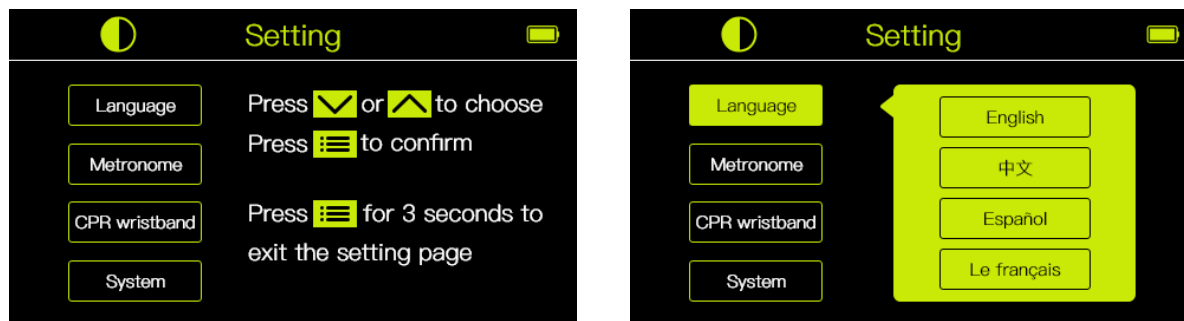 Setting
Language
Metronome
CPR wristband
System
Press or to choose
Press to confirm
Press for 3 seconds to
exit the setting page
Setting
Language
Metronome
CPR wristband
System
English
中文
Español
Le français